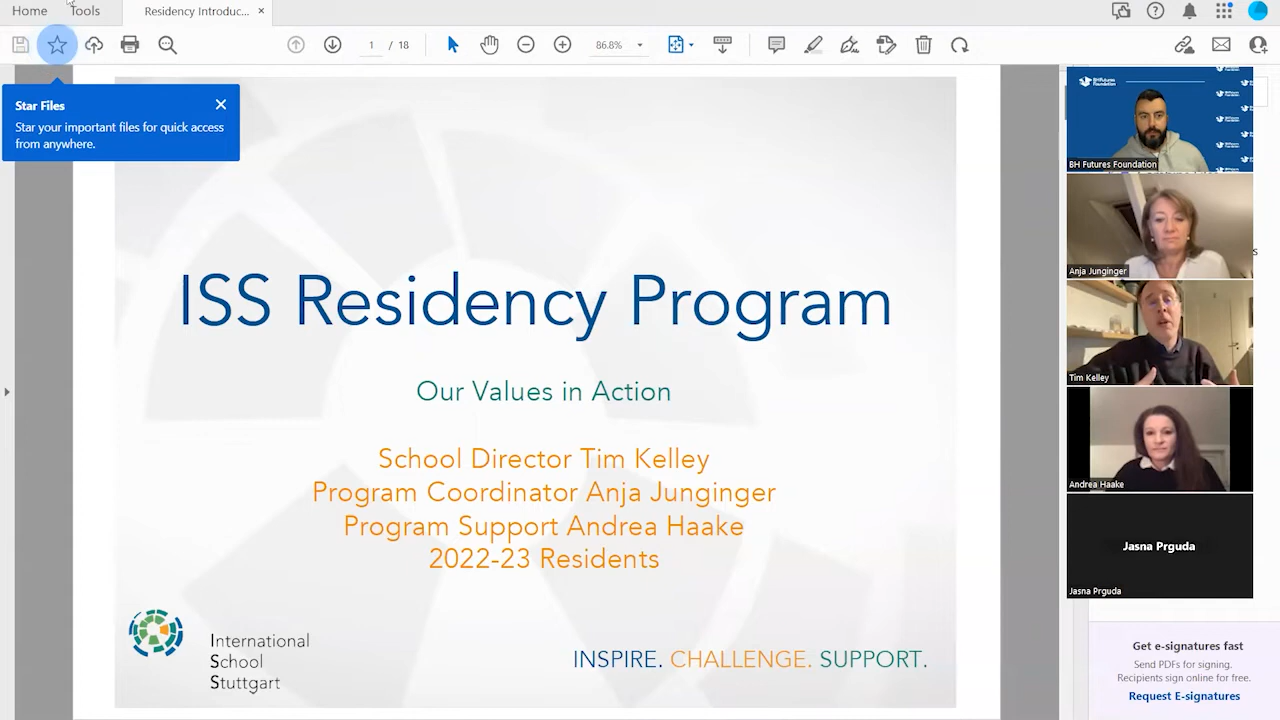 Home
Tools
Residency Introduc...
1 / 18
86.8%
Star Files
Star your important files for quick access
from anywhere.
ISS Residency Program
Our Values in Action
School Director Tim Kelley
Program Coordinator Anja Junginger
Program Support Andrea Haake
2022-23 Residents
International
School
Stuttgart
INSPIRE. CHALLENGE. SUPPORT.
BHFutures
Foundation
BH Futures Foundation
Anja Junginger
Tim Kelley
Andrea Haake
Jasna Prguda
Jasna Prguda
Get e-signatures fast
Send PDFs for signing.
Recipients sign online for free.
Request E-signatures